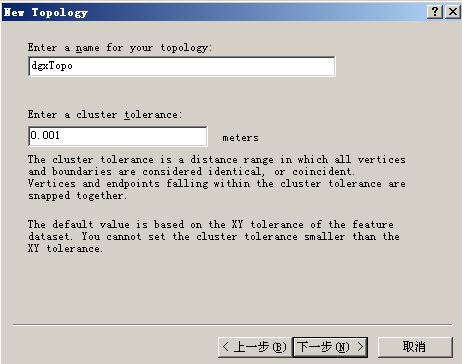 New Topology
Enter a name for your topology:
dgxTopo
Enter a cluster tolerance:
0.001 meters
The cluster tolerance is a distance range in which all vertices
and boundaries are considered identical, or coincident.
Vertices and endpoints falling within the cluster tolerance are
snapped together.
The default value is based on the XY tolerance of the feature
dataset. You cannot set the cluster tolerance smaller than the
XY tolerance.
< 上一步(B) 下一步(N) > 取消